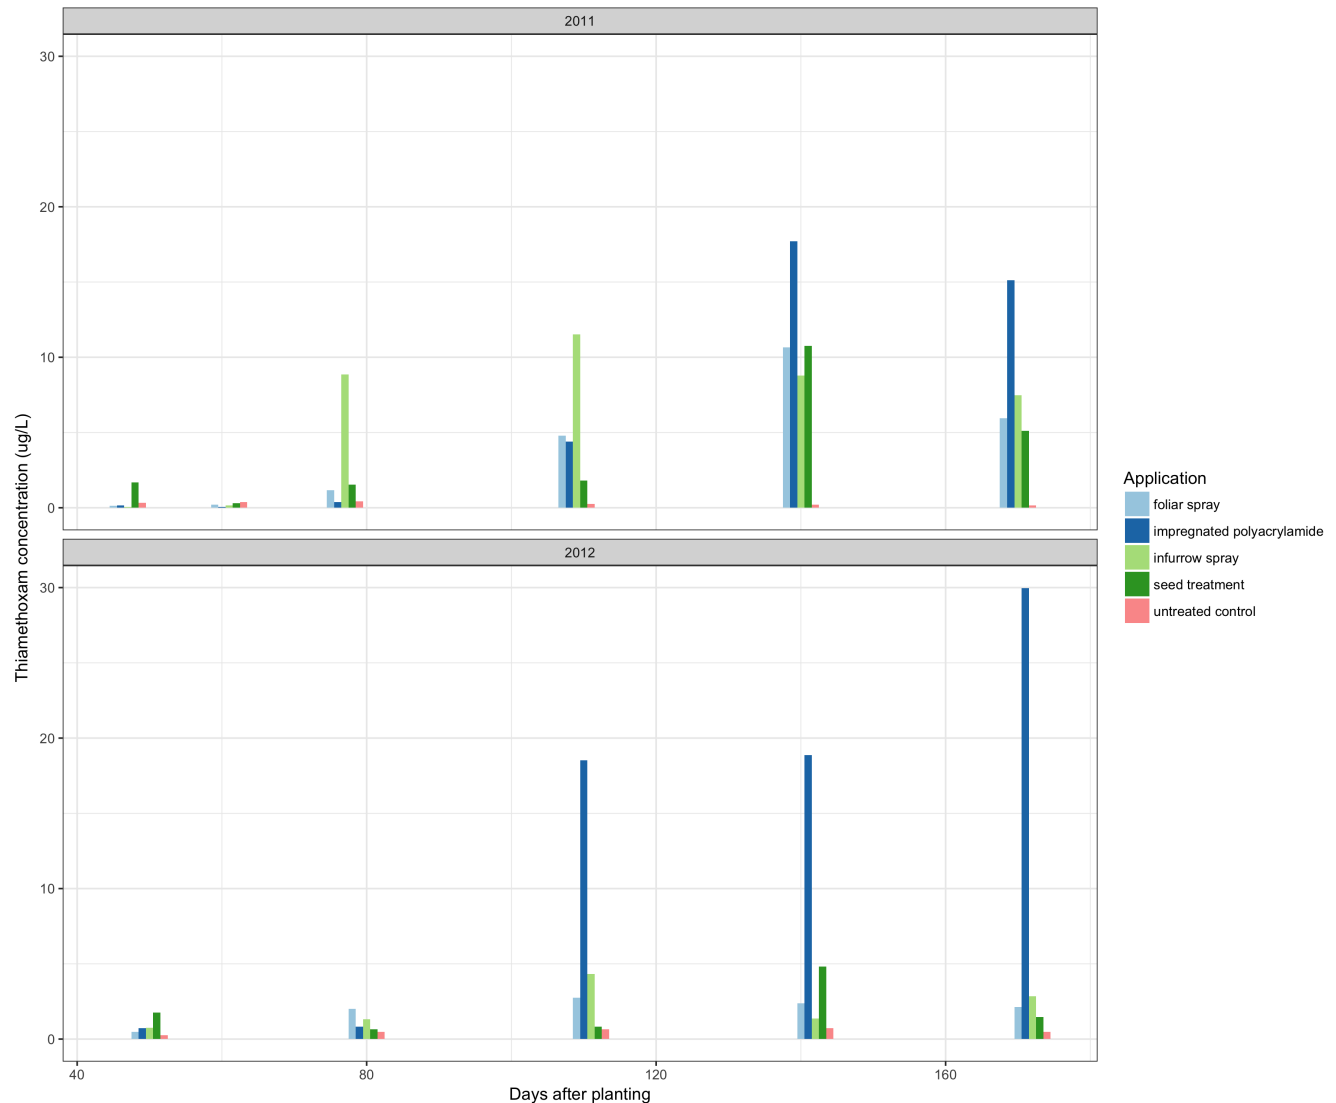 2011
30
20
10
0
2012
30
20
10
0
40
80
120
160
Days after planting
Thiamethoxam concentration (ug/L)
Application
foliar spray
impregnated polyacrylamide
infurrow spray
seed treatment
untreated control